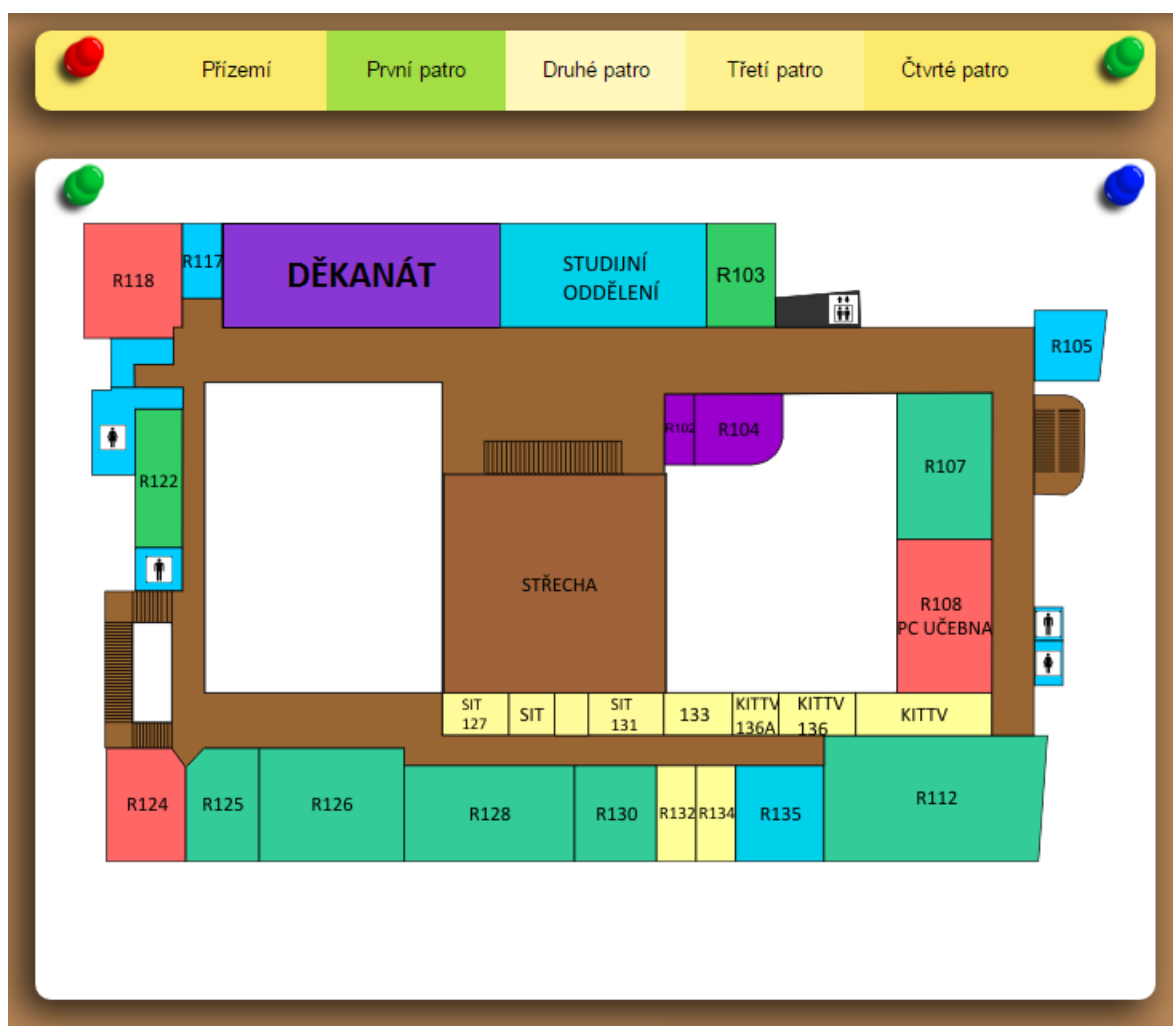 Přízemí
První patro
Druhé patro
Třetí patro
Čtvrté patro
R118
R117
DĚKANÁT
STUDIJNÍ
ODDĚLENÍ
R103
R105
R102
R104
R107
R122
STŘECHA
R108
PC UČEBNA
SIT
127
SIT
SIT
131
133
KITTV
136A
KITTV
136
KITTV
R124
R125
R126
R128
R130
R132
R134
R135
R112